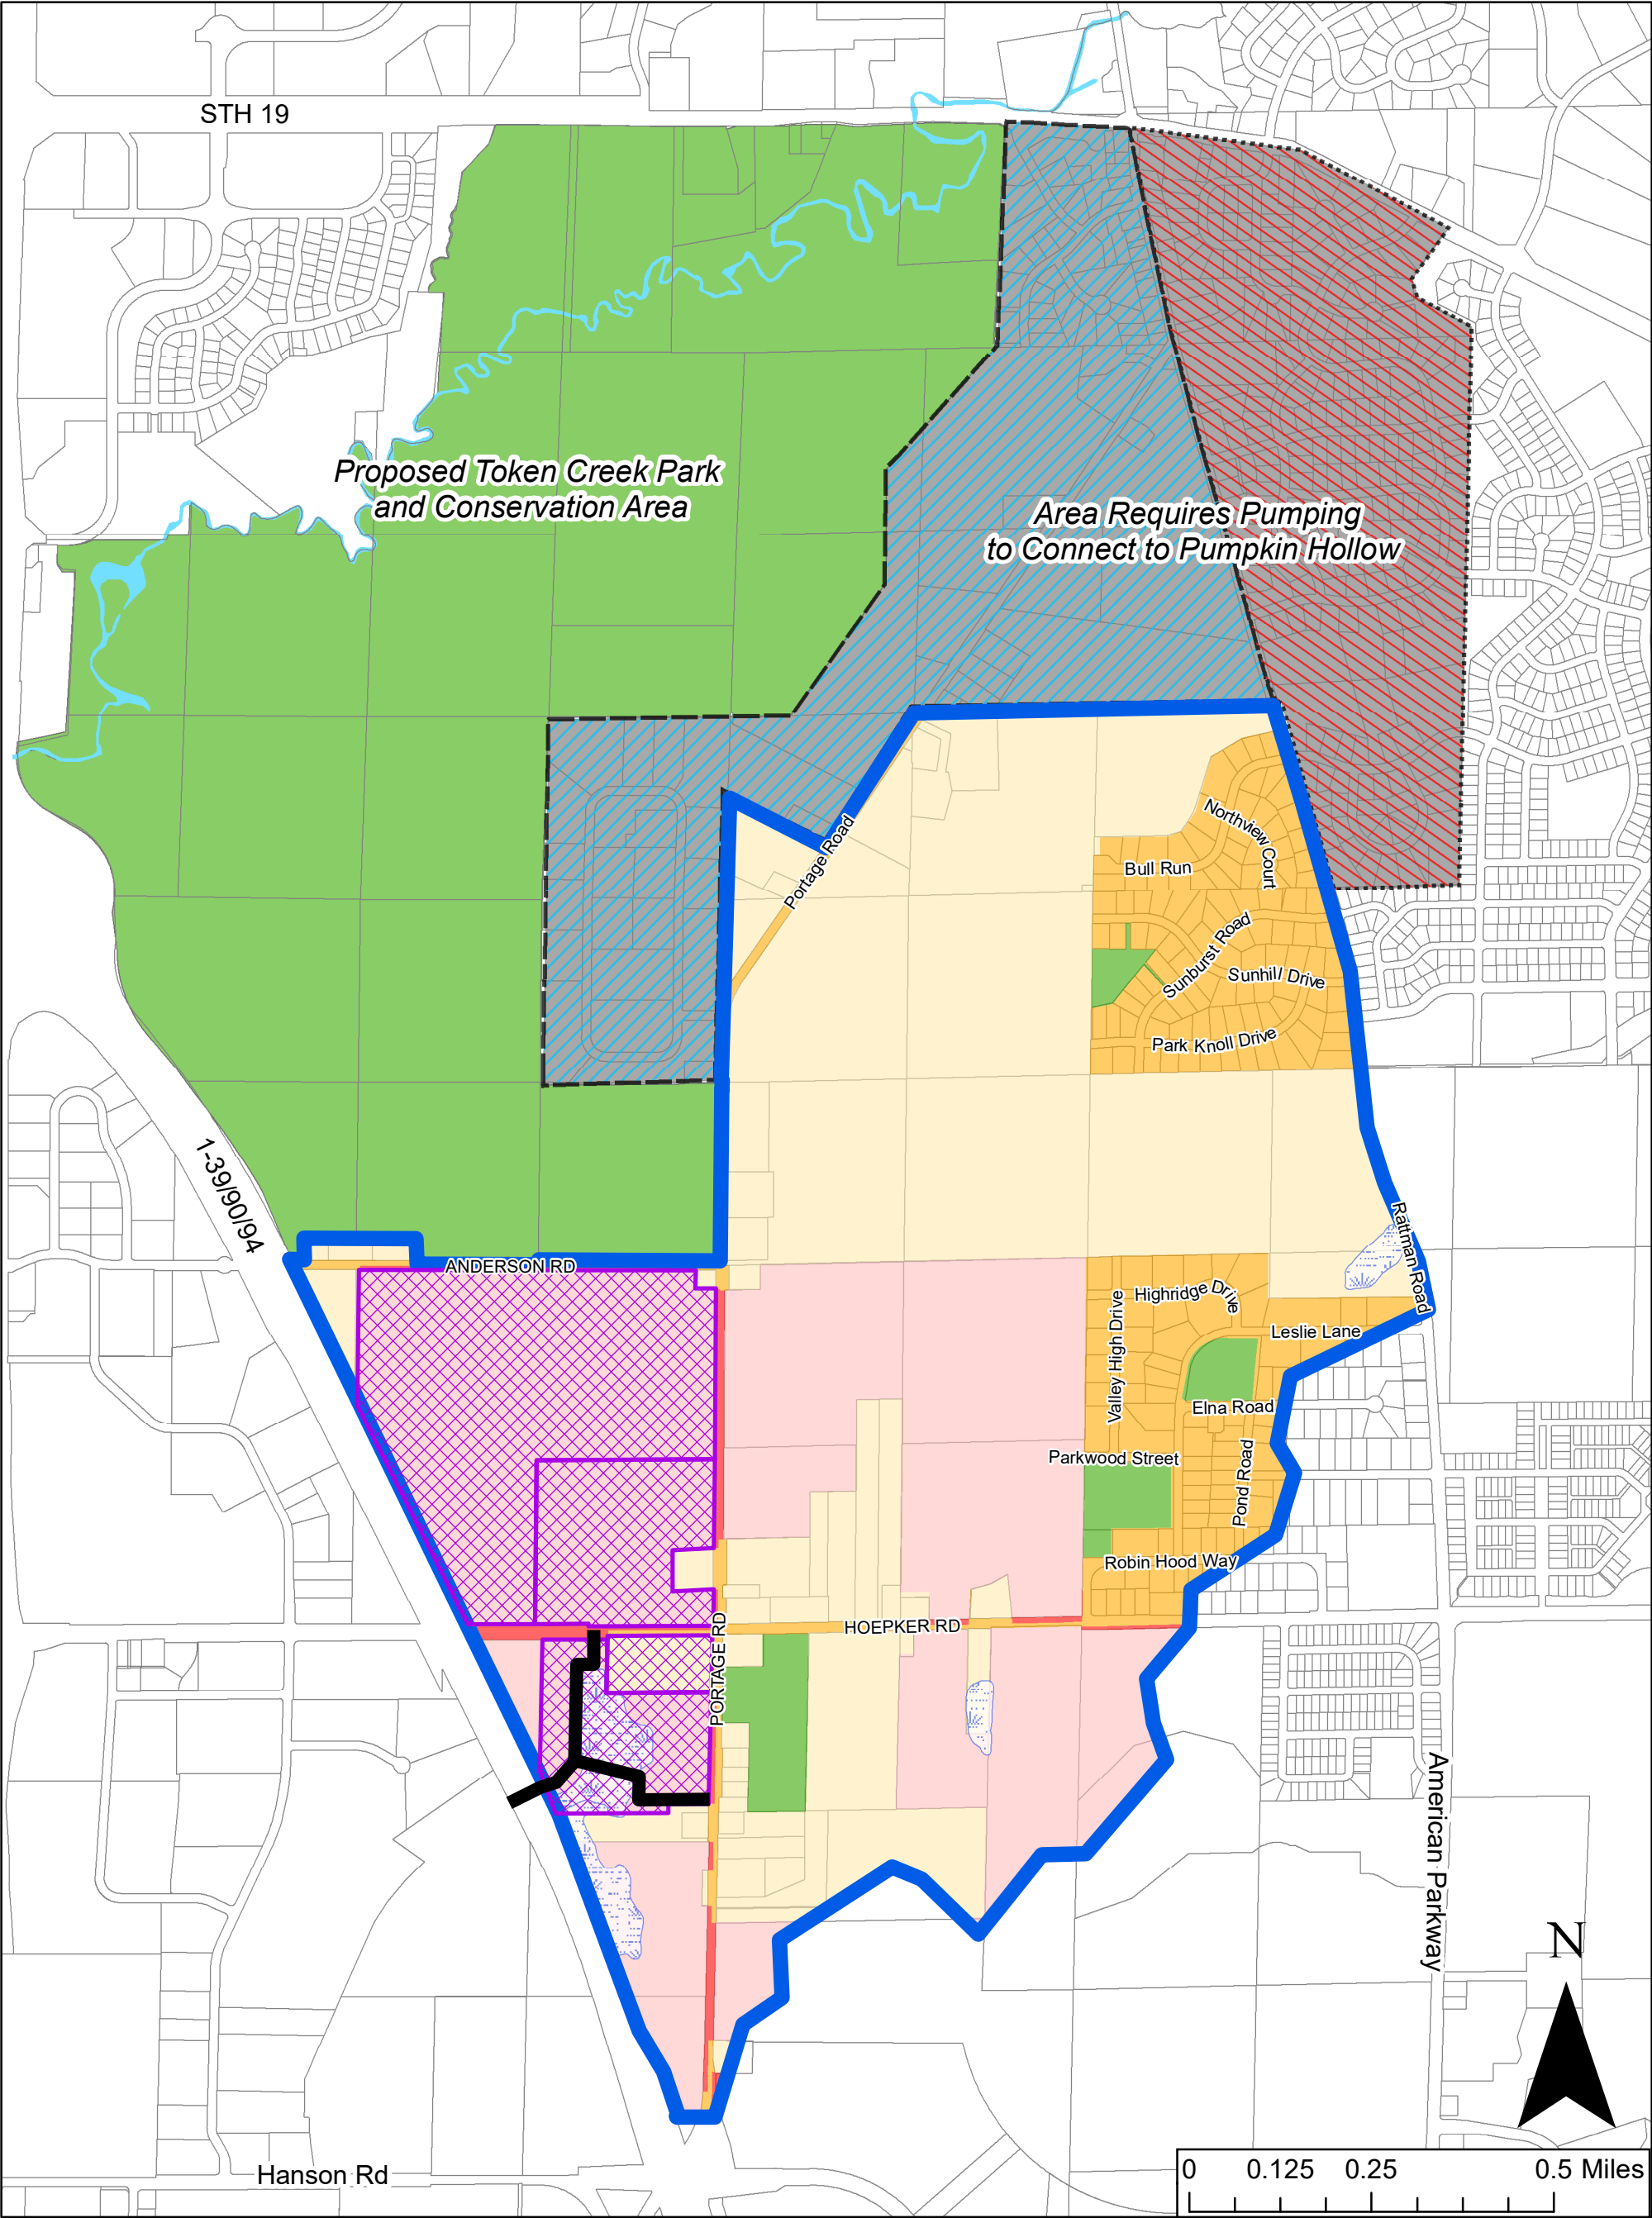 STH 19
Proposed Token Creek Park
and Conservation Area
Area Requires Pumping
to Connect to Pumpkin Hollow
Northview Court
Portage Road
Bull Run
Sunburst Road
Sunhill Drive
Park Knoll Drive
1-39/90/94
Rattman Road
ANDERSON RD
Highridge Drive
Valley High Drive
Leslie Lane
Elna Road
Parkwood Street
Pond Road
Robin Hood Way
PORTAGE RD
HOEPKER RD
American Parkway
N
Hanson Rd
0 0.125 0.25 0.5 Miles